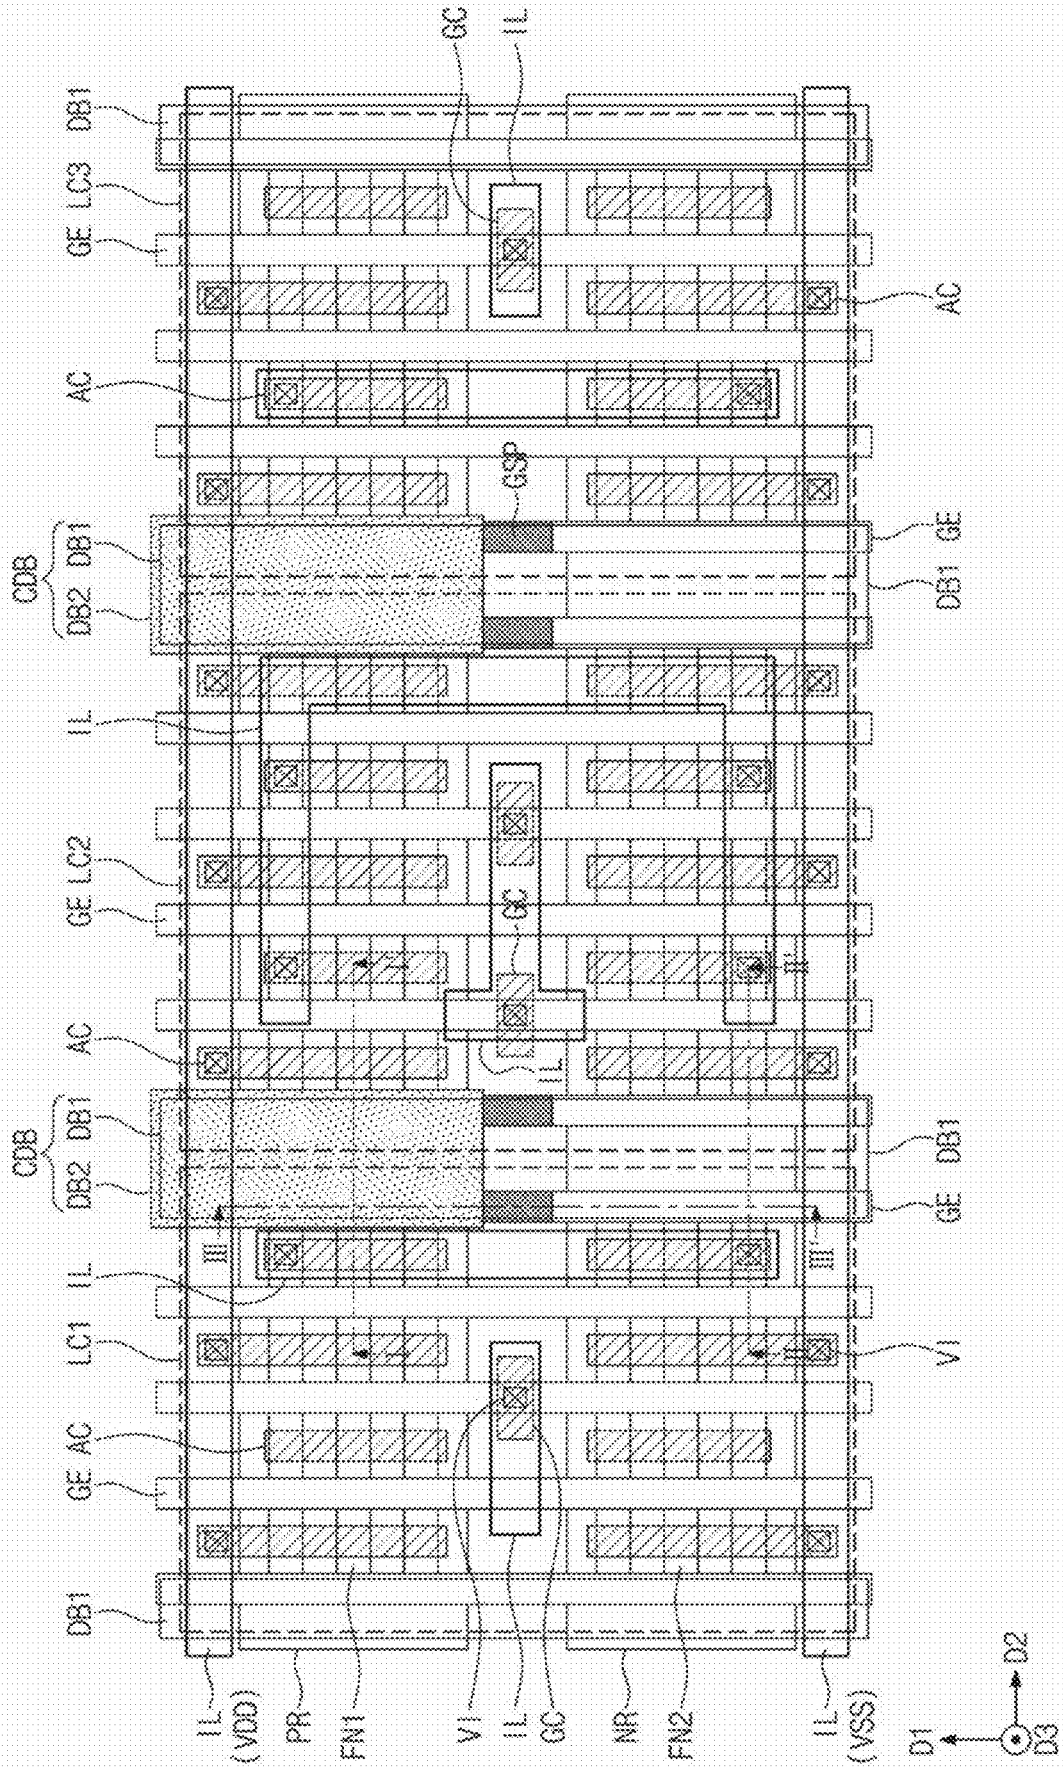 GC
IL
DB1
LC3
GE
AC
AC
GSP
CDB
DB1
DB2
GE
DB1
IL
LC2
GE
GC
AC
IL
CDB
DB1
DB2
DB1
GE
III
III'
IL
LC1
I
I'
II
II'
VI
AC
GE
DB1
IL
(VDD)
PR
FN1
VI
IL
GC
NR
FN2
IL
(VSS)
D1
D2
D3